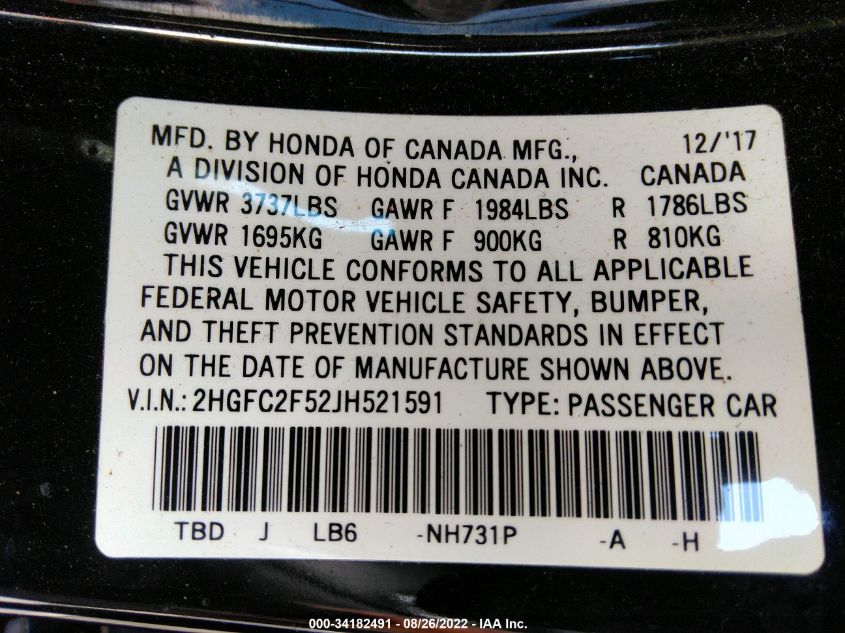 MFD. BY HONDA OF CANADA MFG., 12/'17
A DIVISION OF HONDA CANADA INC. CANADA
GVWR 3737LBS GAWR F 1984LBS R 1786LBS
GVWR 1695KG GAWR F 900KG R 810KG
THIS VEHICLE CONFORMS TO ALL APPLICABLE
FEDERAL MOTOR VEHICLE SAFETY, BUMPER,
AND THEFT PREVENTION STANDARDS IN EFFECT
ON THE DATE OF MANUFACTURE SHOWN ABOVE.
V.I.N.: 2HGFC2F52JH521591 TYPE: PASSENGER CAR
TBD J LB6 -NH731P -A -H
000-34182491 - 08/26/2022 - IAA Inc.